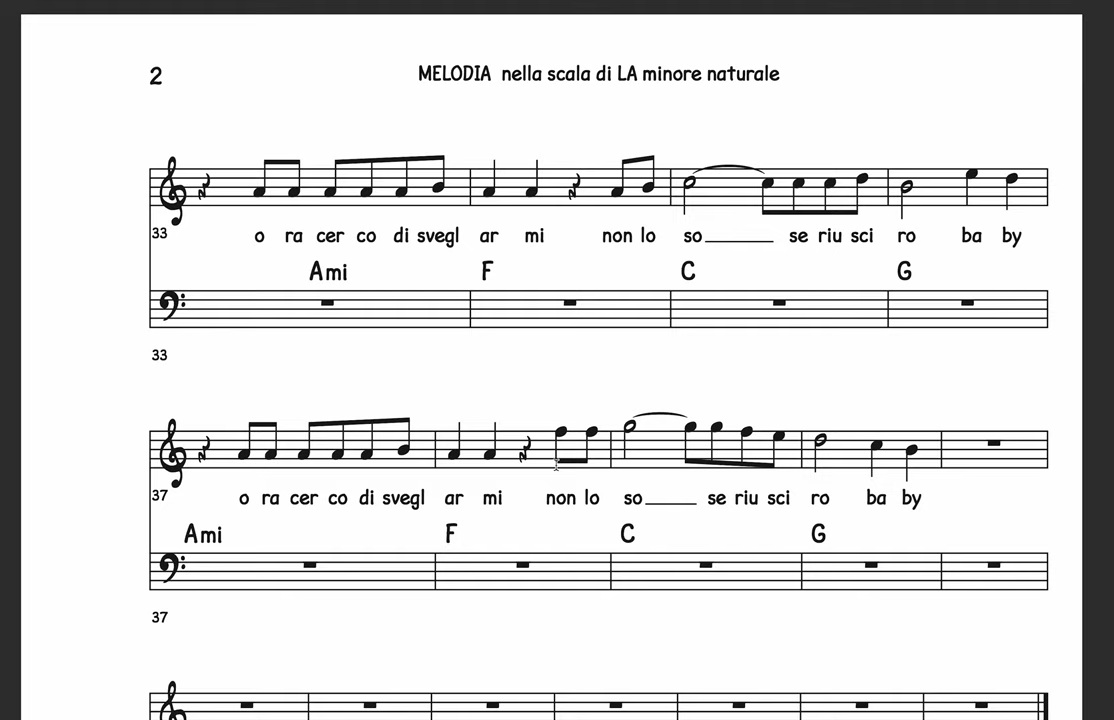 2
MELODIA nella scala di LA minore naturale
33
o ra cer co di svegl ar mi non lo so_____ se riu sci ro ba by
Ami F C G
33
37
o ra cer co di svegl ar mi non lo so_____ se riu sci ro ba by
Ami F C G
37